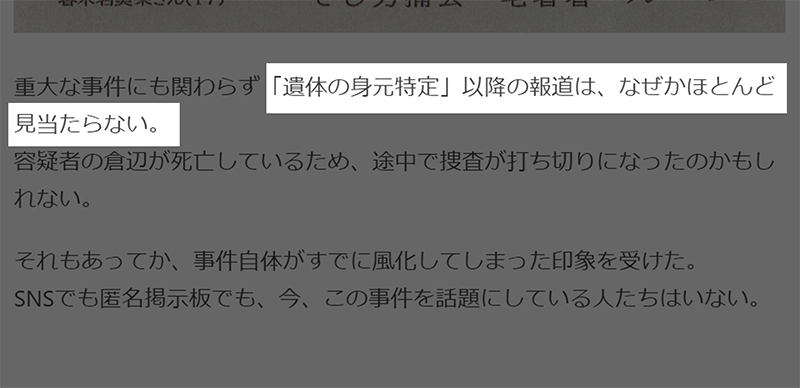 重大な事件にも関わらず「遺体の身元特定」以降の報道は、なぜかほとんど
見当たらない。
容疑者の倉辺が死亡しているため、途中で捜査が打ち切りになったのかもし
れない。
それもあってか、事件自体がすでに風化してしまった印象を受けた。
SNSでも匿名掲示板でも、今、この事件を話題にしている人たちはいない。